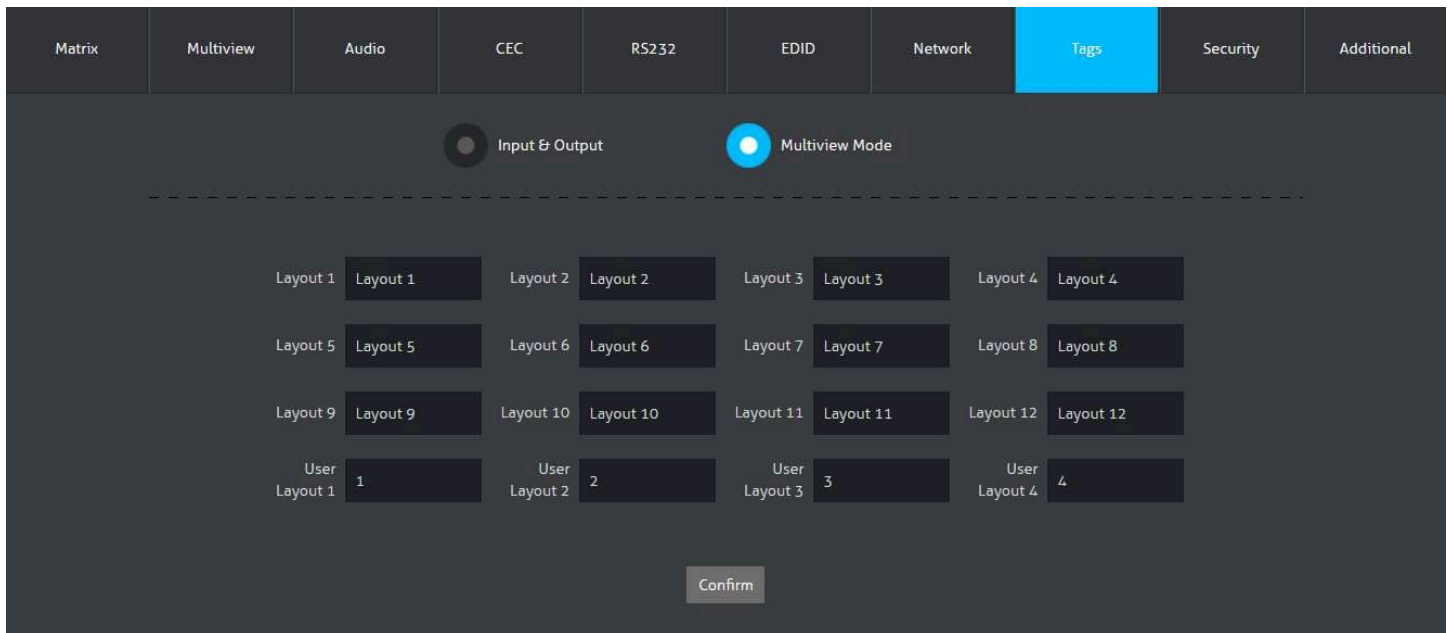 Matrix Multiview Audio CEC RS232 EDID Network Tags Security Additional
Input & Output Multiview Mode
Layout 1 Layout 1 Layout 2 Layout 2 Layout 3 Layout 3 Layout 4 Layout 4
Layout 5 Layout 5 Layout 6 Layout 6 Layout 7 Layout 7 Layout 8 Layout 8
Layout 9 Layout 9 Layout 10 Layout 10 Layout 11 Layout 11 Layout 12 Layout 12
User Layout 1 1 User Layout 2 2 User Layout 3 3 User Layout 4 4
Confirm